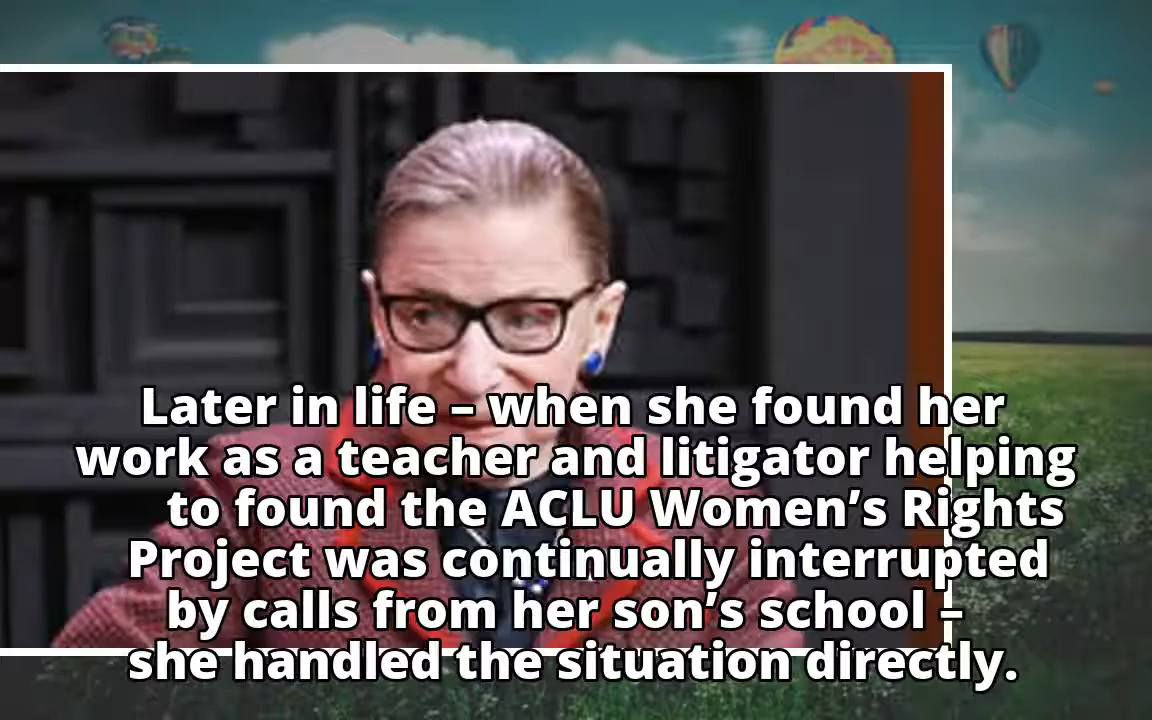 Later in life – when she found her
work as a teacher and litigator helping
to found the ACLU Women’s Rights
Project was continually interrupted
by calls from her son’s school –
she handled the situation directly.